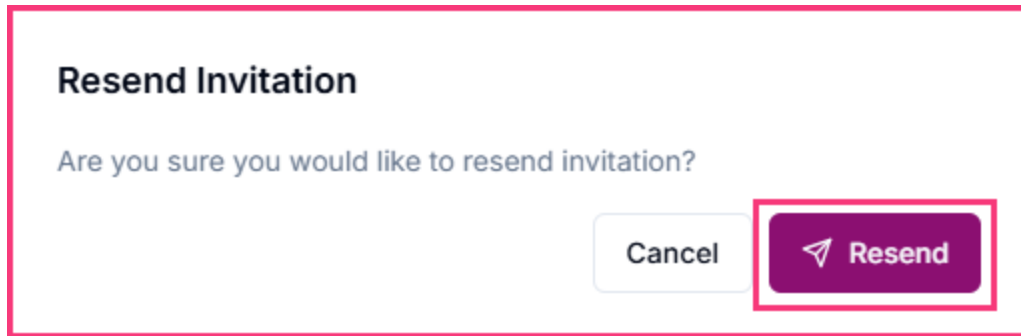 Resend Invitation
Are you sure you would like to resend invitation?
Cancel
Resend